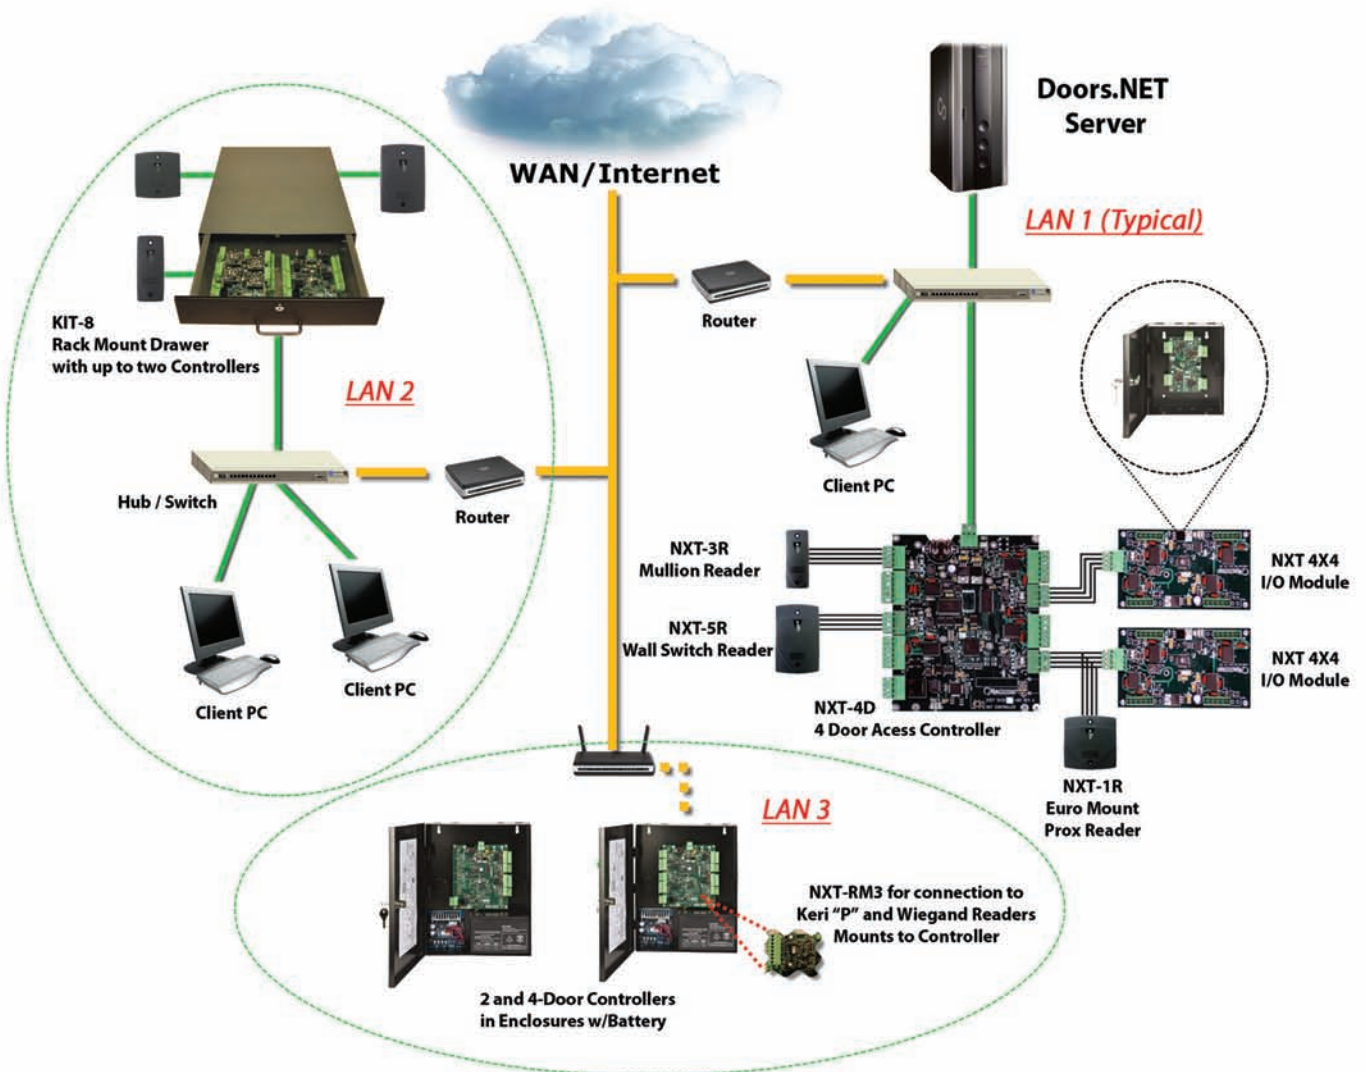 WAN/Internet
Doors.NET
Server
LAN 1 (Typical)
KIT-8
Rack Mount Drawer
with up to two Controllers
LAN 2
Router
Hub / Switch
Router
Client PC
Client PC
Client PC
NXT-3R
Mullion Reader
NXT-5R
Wall Switch Reader
NXT-4D
4 Door Acess Controller
NXT 4X4
I/O Module
NXT 4X4
I/O Module
NXT-1R
Euro Mount
Prox Reader
LAN 3
NXT-RM3 for connection to
Keri “P” and Wiegand Readers
Mounts to Controller
2 and 4-Door Controllers
in Enclosures w/Battery